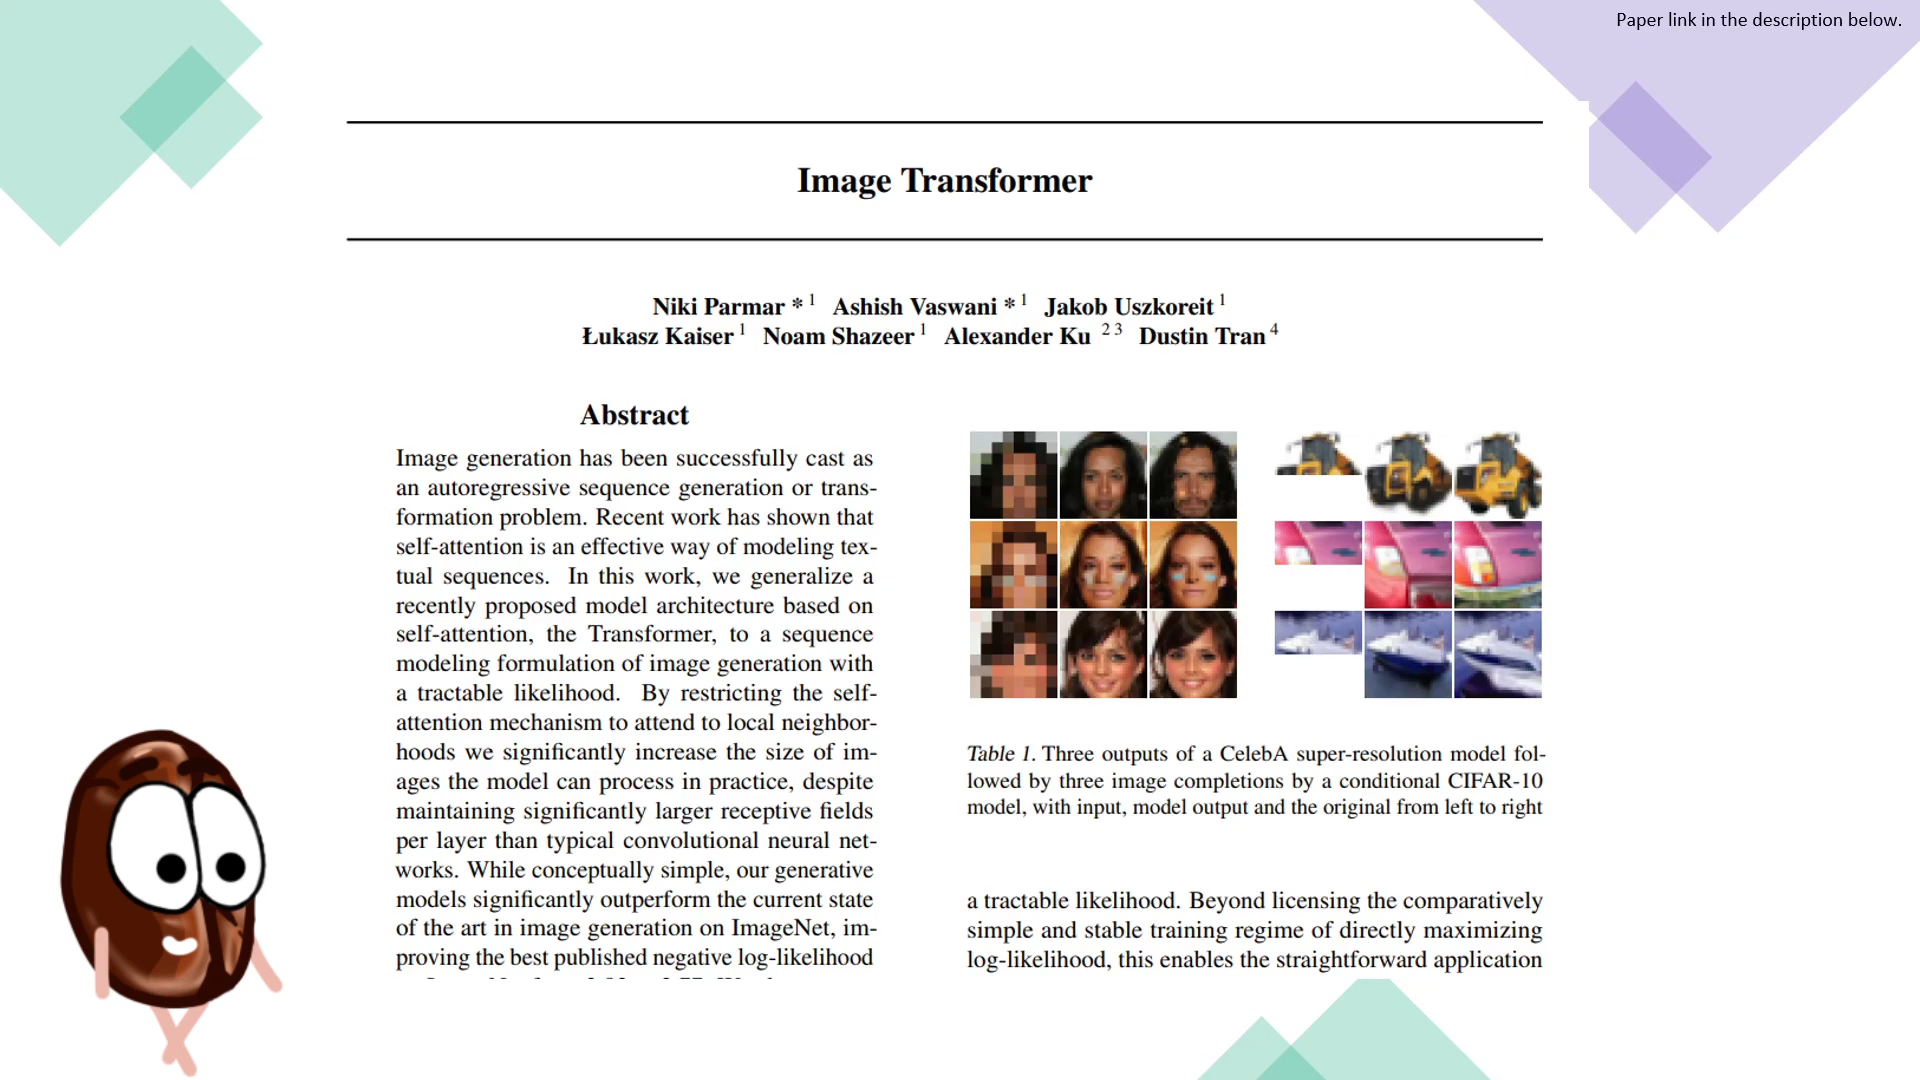 Paper link in the description below.
Image Transformer
Niki Parmar * 1 Ashish Vaswani * 1 Jakob Uszkoreit 1
Łukasz Kaiser 1 Noam Shazeer 1 Alexander Ku 2 3 Dustin Tran 4
Abstract
Image generation has been successfully cast as
an autoregressive sequence generation or trans-
formation problem. Recent work has shown that
self-attention is an effective way of modeling tex-
tual sequences. In this work, we generalize a
recently proposed model architecture based on
self-attention, the Transformer, to a sequence
modeling formulation of image generation with
a tractable likelihood. By restricting the self-
attention mechanism to attend to local neighbor-
hoods we significantly increase the size of im-
ages the model can process in practice, despite
maintaining significantly larger receptive fields
per layer than typical convolutional neural net-
works. While conceptually simple, our generative
models significantly outperform the current state
of the art in image generation on ImageNet, im-
proving the best published negative log-likelihood
Table 1. Three outputs of a CelebA super-resolution model fol-
lowed by three image completions by a conditional CIFAR-10
model, with input, model output and the original from left to right
a tractable likelihood. Beyond licensing the comparatively
simple and stable training regime of directly maximizing
log-likelihood, this enables the straightforward application